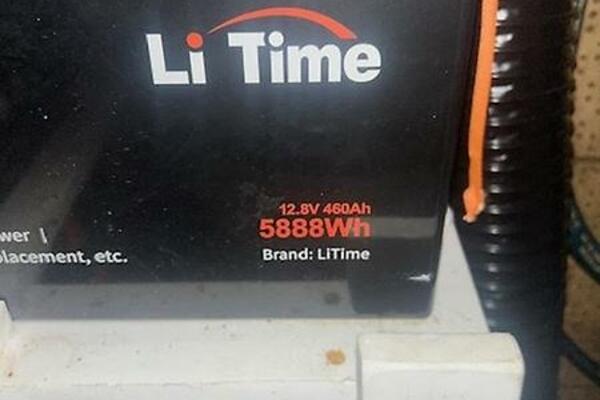 Li Time
12.8V 460Ah
5888Wh
Brand: LiTime
wer |
placement, etc.